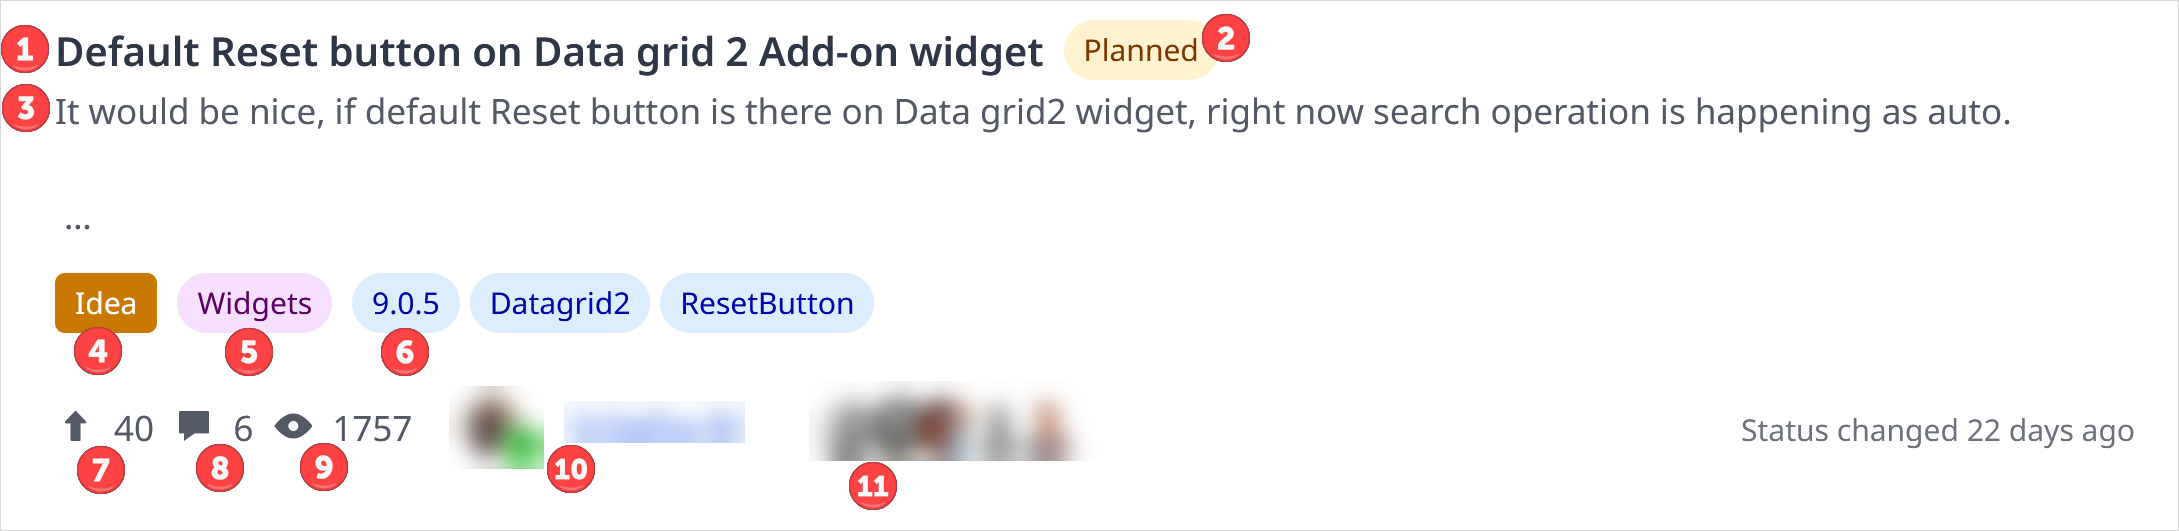 1 Default Reset button on Data grid 2 Add-on widget Planned 2
3 It would be nice, if default Reset button is there on Data grid2 widget, right now search operation is happening as auto.
...
Idea Widgets 9.0.5 Datagrid2 ResetButton
4 5 6
40 6 1757 Status changed 22 days ago
7 8 9 10 11